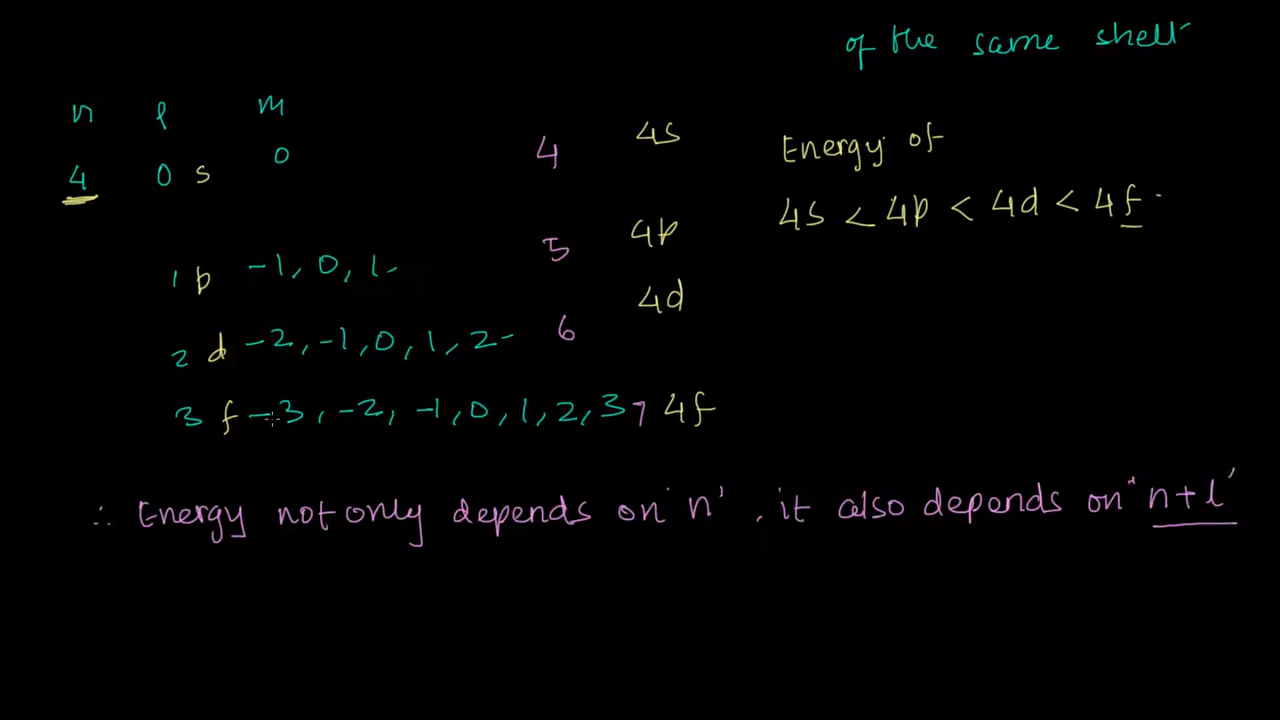 of the same shell
n l m
4 0 s 0 4 4s Energy of
4s < 4p < 4d < 4f
1 p -1, 0, 1 5 4p
2 d -2, -1, 0, 1, 2 6 4d
3 f -3, -2, -1, 0, 1, 2, 3 7 4f
∴ Energy not only depends on 'n', it also depends on 'n+l'